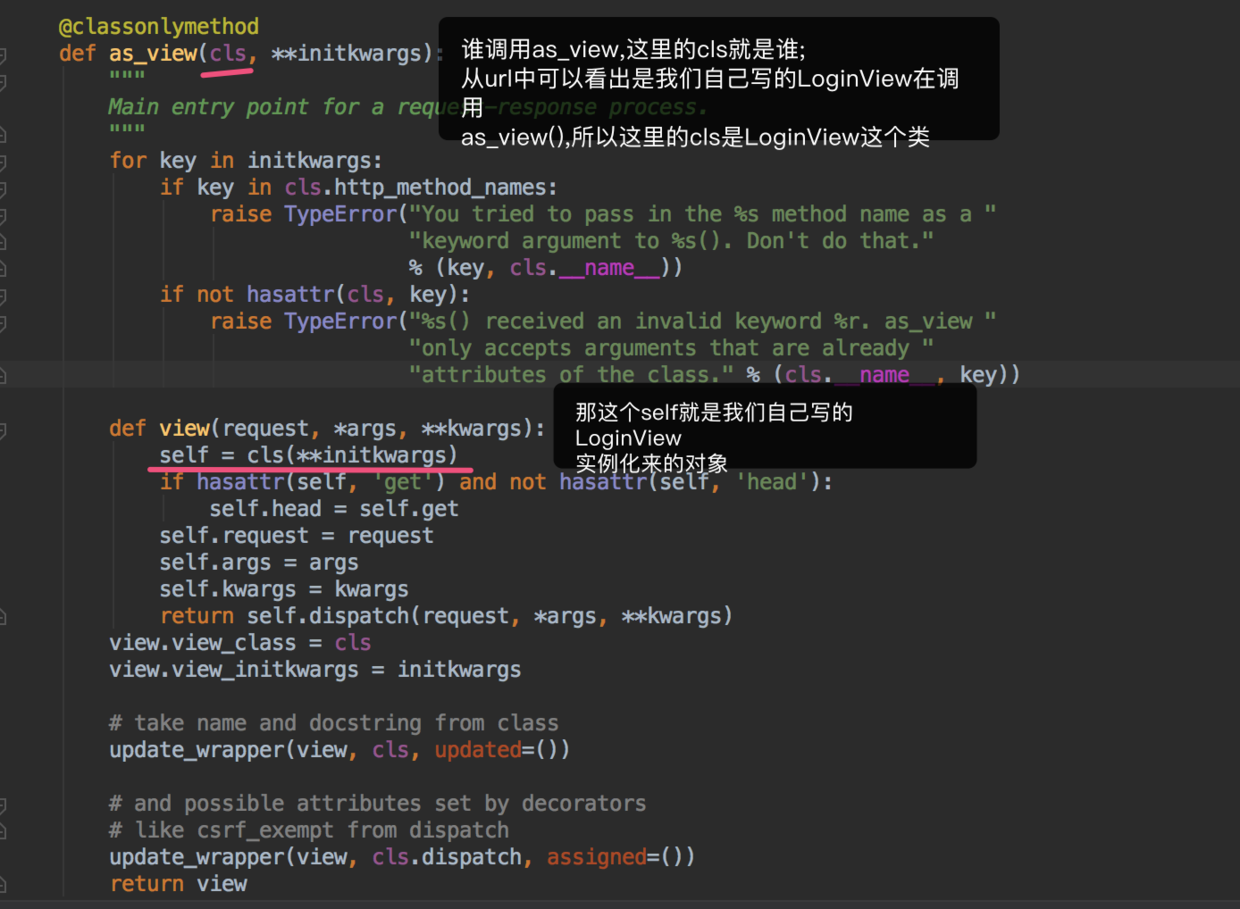 @classonlymethod
def as_view(cls, **initkwargs):
谁调用as_view,这里的cls就是谁;
从url中可以看出是我们自己写的LoginView在调
用
as_view(),所以这里的cls是LoginView这个类
"""
Main entry point for a request-response process.
"""
for key in initkwargs:
if key in cls.http_method_names:
raise TypeError("You tried to pass in the %s method name as a "
"keyword argument to %s(). Don't do that."
% (key, cls.__name__))
if not hasattr(cls, key):
raise TypeError("%s() received an invalid keyword %r. as_view "
"only accepts arguments that are already "
"attributes of the class." % (cls.__name__, key))
def view(request, *args, **kwargs):
那这个self就是我们自己写的
LoginView
实例化来的对象
self = cls(**initkwargs)
if hasattr(self, 'get') and not hasattr(self, 'head'):
self.head = self.get
self.request = request
self.args = args
self.kwargs = kwargs
return self.dispatch(request, *args, **kwargs)
view.view_class = cls
view.view_initkwargs = initkwargs
# take name and docstring from class
update_wrapper(view, cls, updated=())
# and possible attributes set by decorators
# like csrf_exempt from dispatch
update_wrapper(view, cls.dispatch, assigned=())
return view